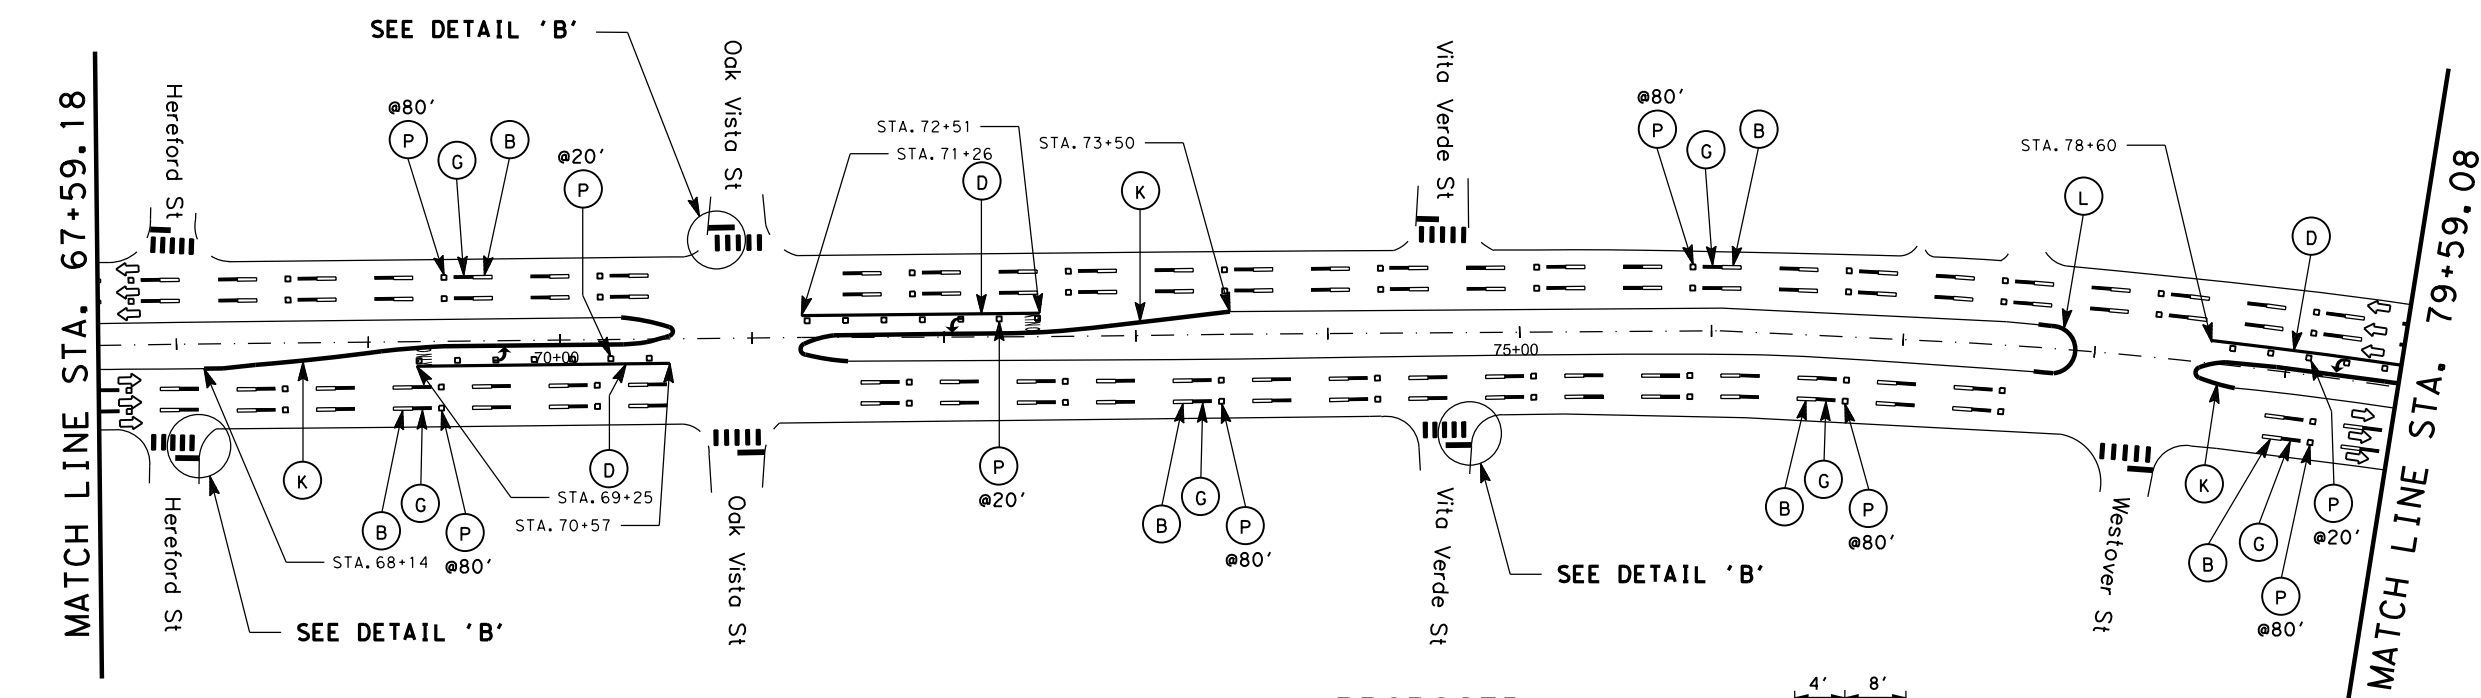 SEE DETAIL 'B'
MATCH LINE STA. 67+59.18
Hereford St
@80'
P
G
B
@20'
P
Oak Vista St
STA.72+51
STA.71+26
D
STA.73+50
K
Vita Verde St
@80'
P
G
B
STA.78+60
L
D
MATCH LINE STA. 79+59.08
70+00
75+00
Hereford St
K
STA.68+14
SEE DETAIL 'B'
B
G
P
@80'
STA.69+25
STA.70+57
D
Oak Vista St
P
@20'
B
G
P
@80'
Vita Verde St
SEE DETAIL 'B'
B
G
P
@80'
Westover St
K
B
G
P
@80'
P
@20'
4' 8'